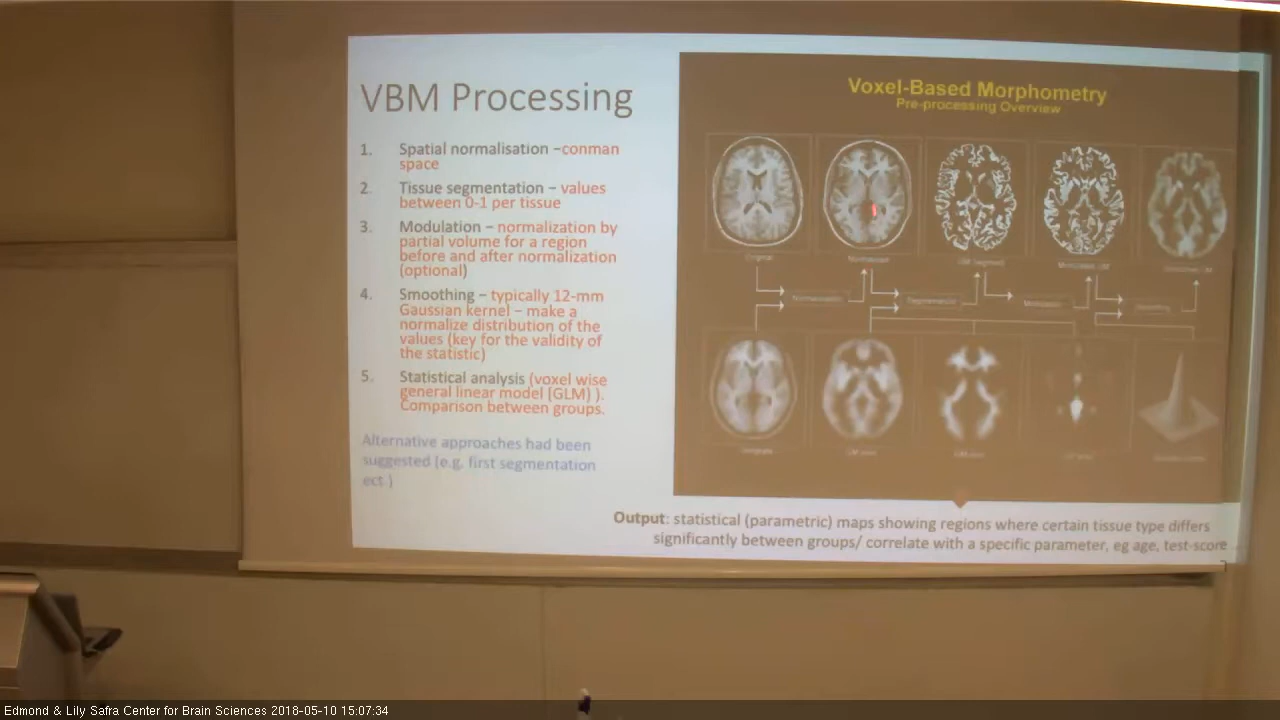 VBM Processing
1. Spatial normalisation –conman
space
2. Tissue segmentation – values
between 0-1 per tissue
3. Modulation – normalization by
partial volume for a region
before and after normalization
(optional)
4. Smoothing – typically 12-mm
Gaussian kernel – make a
normalize distribution of the
values (key for the validity of
the statistic)
5. Statistical analysis (voxel wise
general linear model (GLM) ).
Comparison between groups.
Alternative approaches had been
suggested (e.g. first segmentation
ect.)
Voxel-Based Morphometry
Pre-processing Overview
Original
Normalised
Template
Output: statistical (parametric) maps showing regions where certain tissue type differs
significantly between groups/ correlate with a specific parameter, eg age, test-score
Edmond & Lily Safra Center for Brain Sciences 2018-05-10 15:07:34